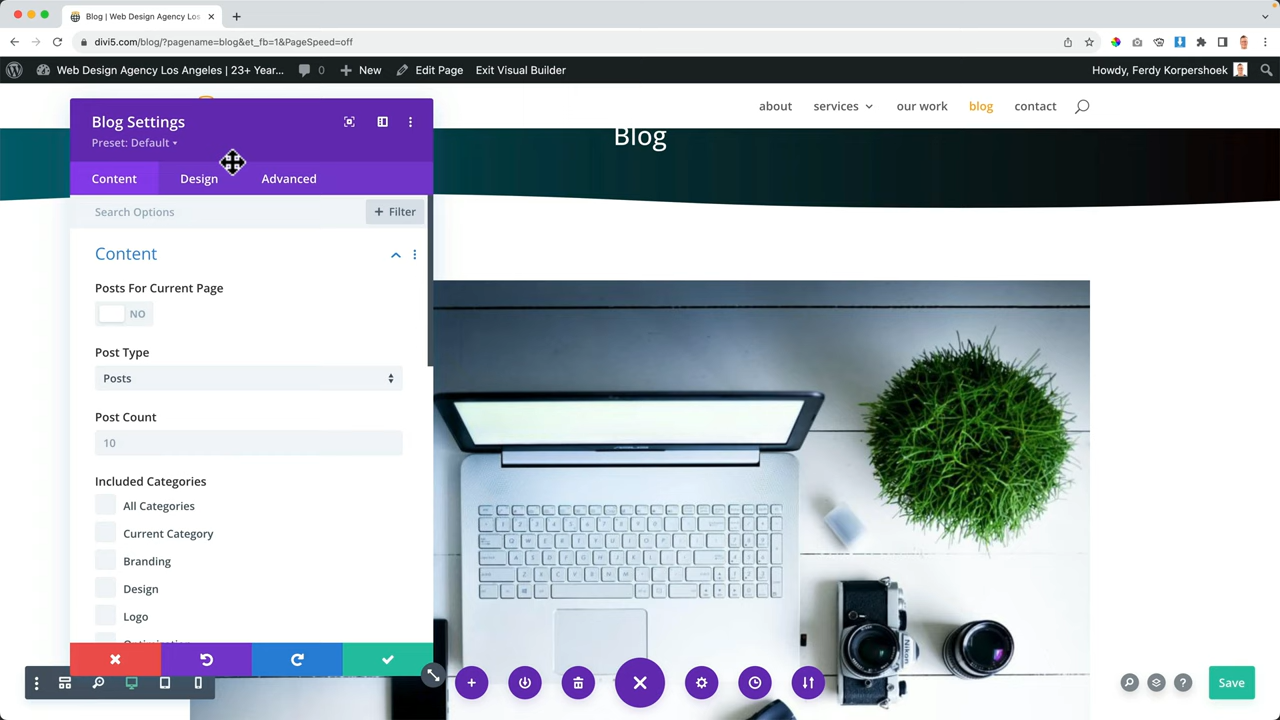 Blog | Web Design Agency Los
divi5.com/blog/?pagename=blog&et_fb=1&PageSpeed=off
Web Design Agency Los Angeles | 23+ Year... 0 New Edit Page Exit Visual Builder Howdy, Ferdy Korpershoek
about services our work blog contact
Blog
Blog Settings
Preset: Default
Content Design Advanced
Search Options + Filter
Content
Posts For Current Page
NO
Post Type
Posts
Post Count
10
Included Categories
All Categories
Current Category
Branding
Design
Logo
Nikon
Save